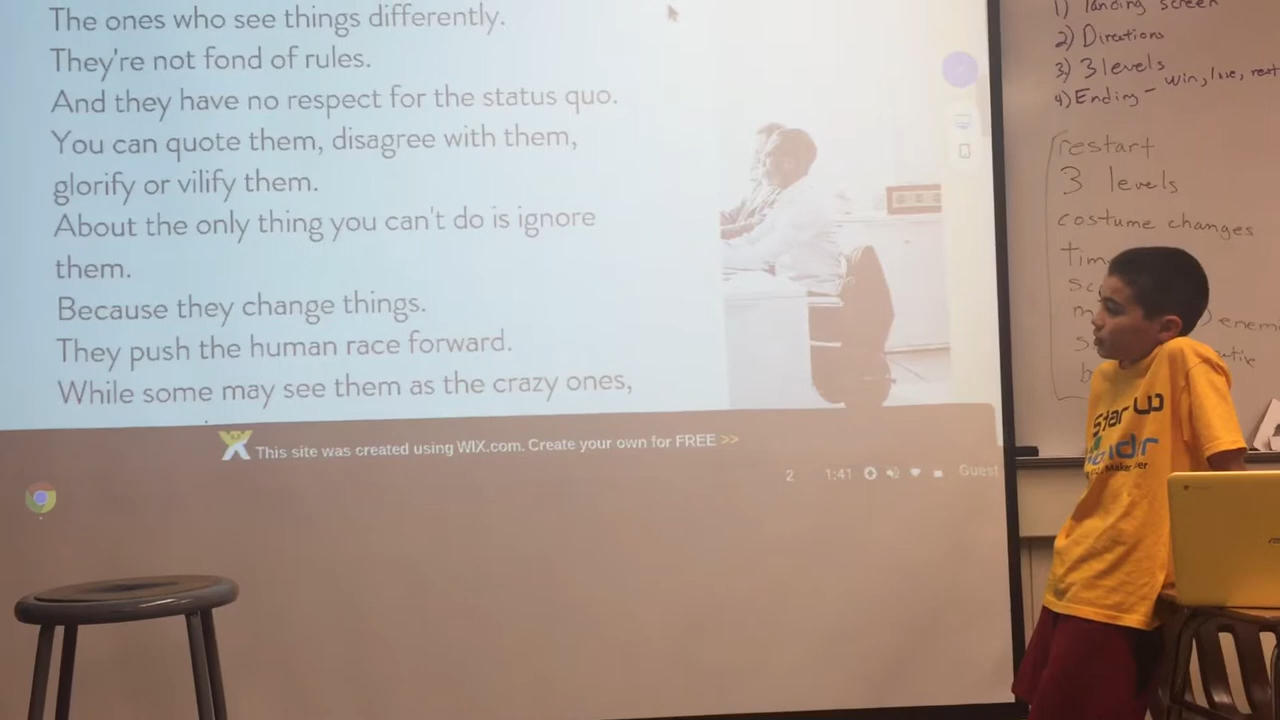 The ones who see things differently.
They're not fond of rules.
And they have no respect for the status quo.
You can quote them, disagree with them,
glorify or vilify them.
About the only thing you can't do is ignore
them.
Because they change things.
They push the human race forward.
While some may see them as the crazy ones,
This site was created using WIX.com. Create your own for FREE >>
2 1:41 Guest
1) landing screen
2) Directions
3) 3 levels
4) Ending - win, lose, rest
restart
3 levels
costume changes
tim
enem
Star up
Maker